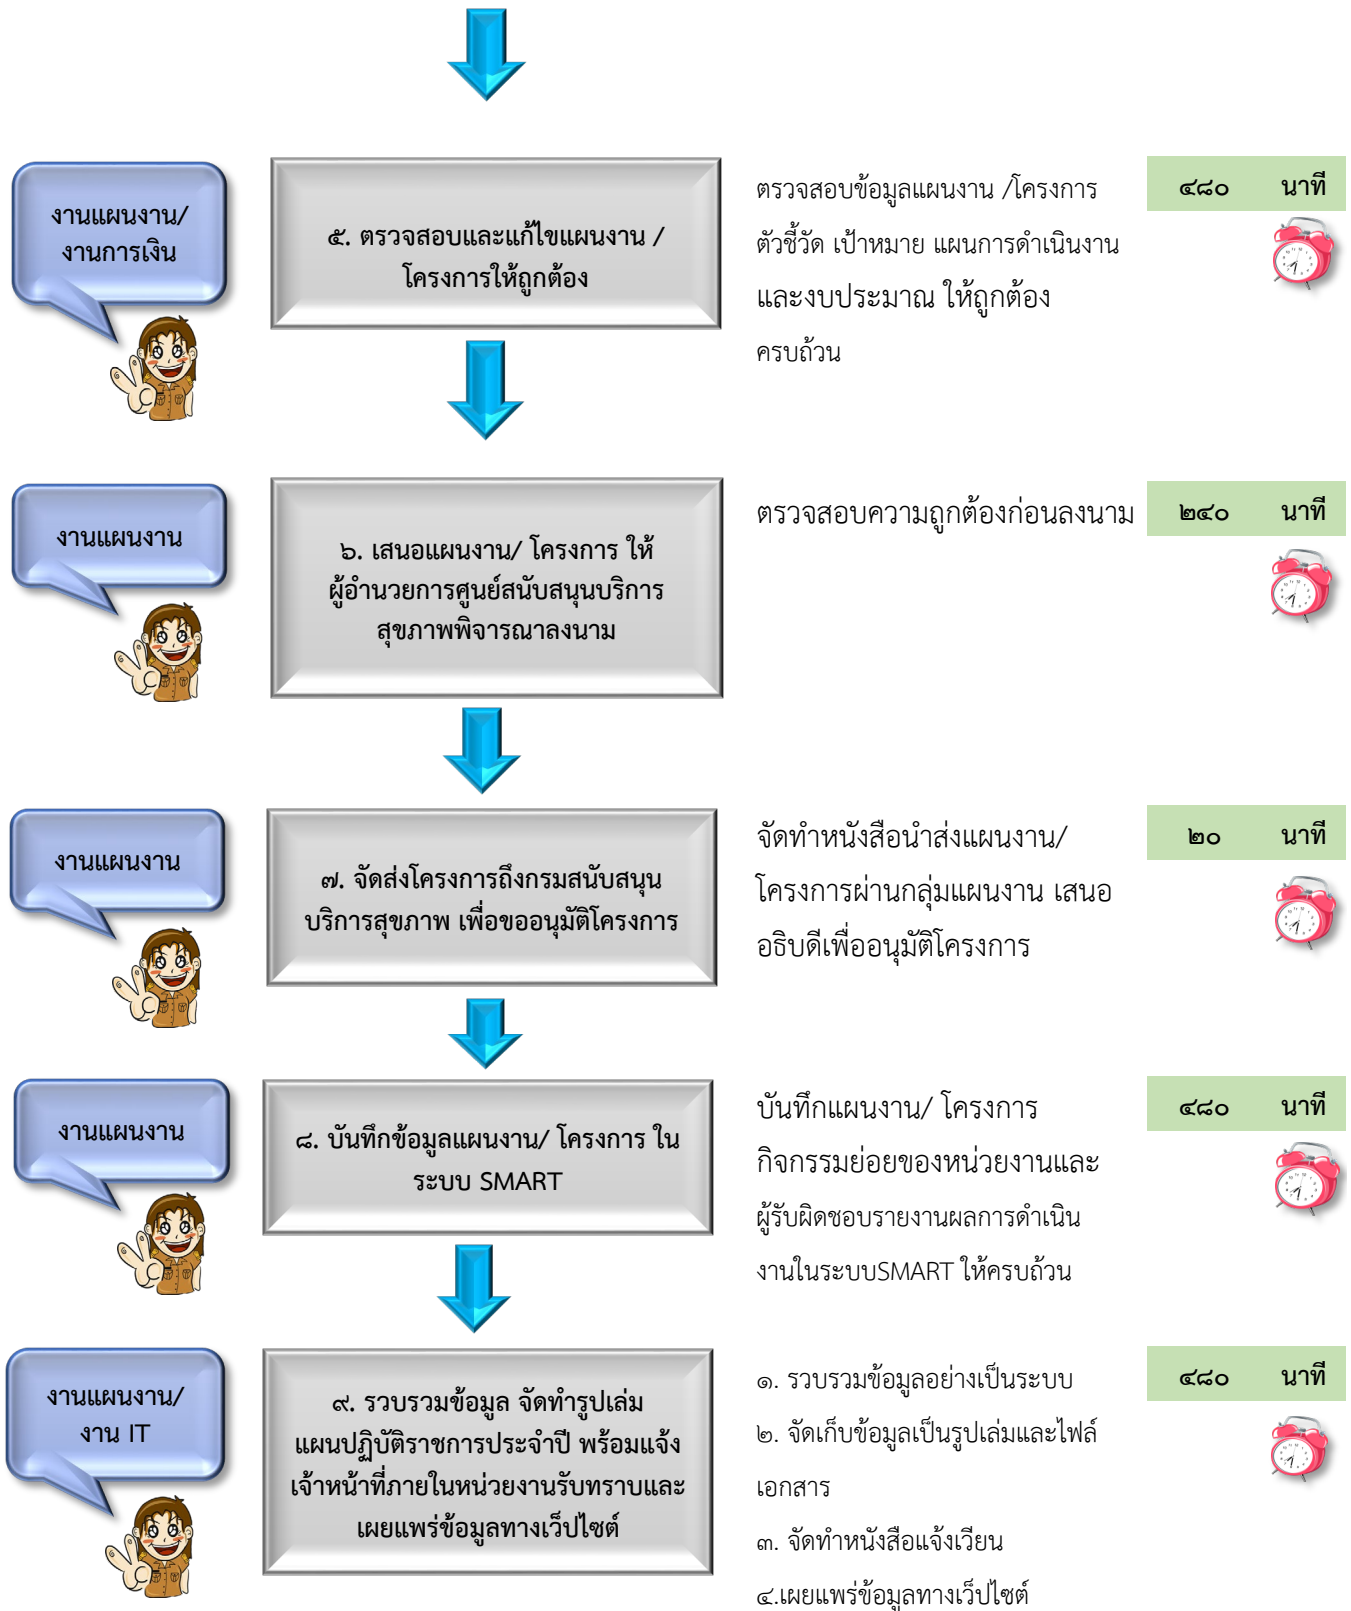 งานแผนงาน/
งานการเงิน
๕. ตรวจสอบและแก้ไขแผนงาน /
โครงการให้ถูกต้อง
ตรวจสอบข้อมูลแผนงาน /โครงการ
ตัวชี้วัด เป้าหมาย แผนการดำเนินงาน
และงบประมาณ ให้ถูกต้อง
ครบถ้วน
๔๘๐ นาที
งานแผนงาน
๖. เสนอแผนงาน/ โครงการ ให้
ผู้อำนวยการศูนย์สนับสนุนบริการ
สุขภาพพิจารณาลงนาม
ตรวจสอบความถูกต้องก่อนลงนาม
๒๔๐ นาที
งานแผนงาน
๗. จัดส่งโครงการถึงกรมสนับสนุน
บริการสุขภาพ เพื่อขออนุมัติโครงการ
จัดทำหนังสือนำส่งแผนงาน/
โครงการผ่านกลุ่มแผนงาน เสนอ
อธิบดีเพื่ออนุมัติโครงการ
๒๐ นาที
งานแผนงาน
๘. บันทึกข้อมูลแผนงาน/ โครงการ ใน
ระบบ SMART
บันทึกแผนงาน/ โครงการ
กิจกรรมย่อยของหน่วยงานและ
ผู้รับผิดชอบรายงานผลการดำเนิน
งานในระบบSMART ให้ครบถ้วน
๔๘๐ นาที
งานแผนงาน/
งาน IT
๙. รวบรวมข้อมูล จัดทำรูปเล่ม
แผนปฏิบัติราชการประจำปี พร้อมแจ้ง
เจ้าหน้าที่ภายในหน่วยงานรับทราบและ
เผยแพร่ข้อมูลทางเว็ปไซต์
๑. รวบรวมข้อมูลอย่างเป็นระบบ
๒. จัดเก็บข้อมูลเป็นรูปเล่มและไฟล์
เอกสาร
๓. จัดทำหนังสือแจ้งเวียน
๔.เผยแพร่ข้อมูลทางเว็ปไซต์
๔๘๐ นาที